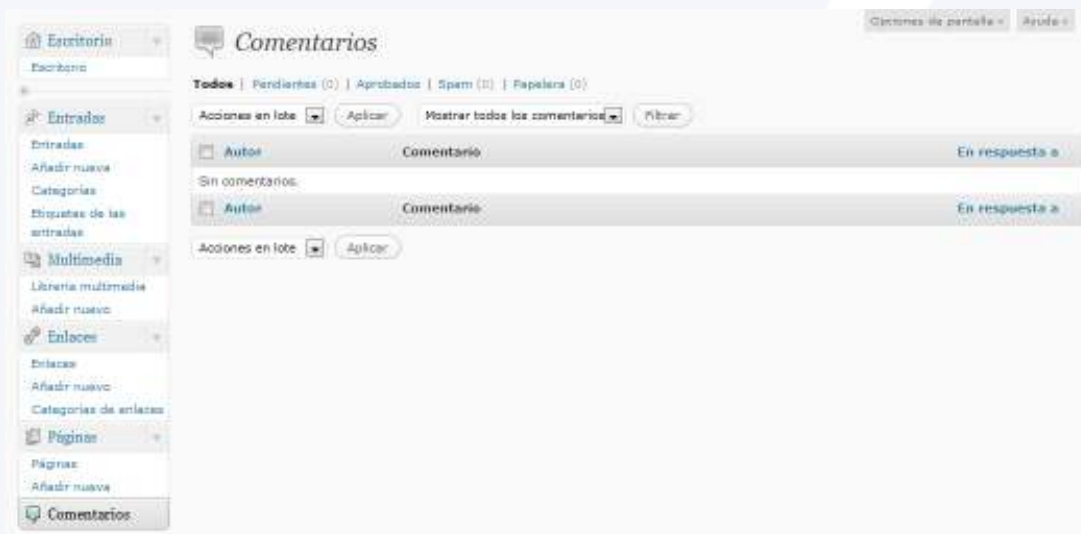 Opciones de pantalla Ayuda
Escritorio
Escritorio
Entradas
Entradas
Añadir nueva
Categorías
Etiquetas de las
entradas
Multimedia
Librería multimedia
Añadir nuevo
Enlaces
Enlaces
Añadir nuevo
Categorías de enlaces
Páginas
Páginas
Añadir nueva
Comentarios
Comentarios
Todos | Pendientes (0) | Aprobados | Spam (0) | Papelera (0)
Acciones en lote Aplicar Mostrar todos los comentarios Filtrar
Autor Comentario En respuesta a
Sin comentarios.
Autor Comentario En respuesta a
Acciones en lote Aplicar